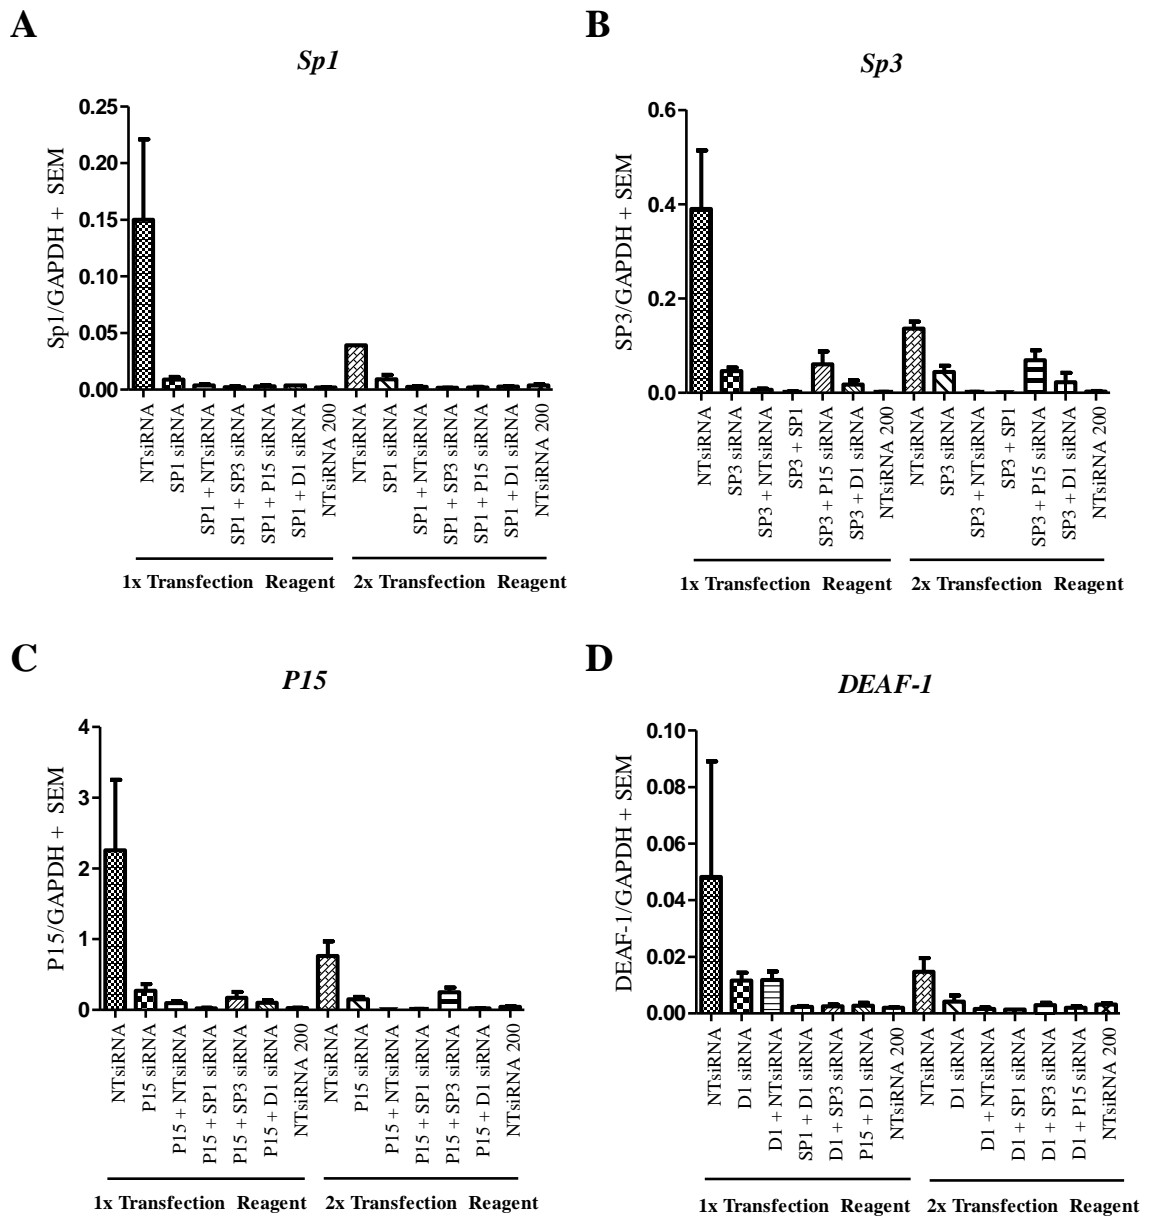 A
Sp1
Sp1/GAPDH + SEM
0.25
0.20
0.15
0.10
0.05
0.00
NTsiRNA
SP1 siRNA
SP1 + NTsiRNA
SP1 + SP3 siRNA
SP1 + P15 siRNA
SP1 + D1 siRNA
NTsiRNA 200
NTsiRNA
SP1 siRNA
SP1 + NTsiRNA
SP1 + SP3 siRNA
SP1 + P15 siRNA
SP1 + D1 siRNA
NTsiRNA 200
1x Transfection Reagent
2x Transfection Reagent
B
Sp3
SP3/GAPDH + SEM
0.6
0.4
0.2
0.0
NTsiRNA
SP3 siRNA
SP3 + NTsiRNA
SP3 + SP1
SP3 + P15 siRNA
SP3 + D1 siRNA
NTsiRNA 200
NTsiRNA
SP3 siRNA
SP3 + NTsiRNA
SP3 + SP1
SP3 + P15 siRNA
SP3 + D1 siRNA
NTsiRNA 200
1x Transfection Reagent
2x Transfection Reagent
C
P15
P15/GAPDH + SEM
4
3
2
1
0
NTsiRNA
P15 siRNA
P15 + NTsiRNA
P15 + SP1 siRNA
P15 + SP3 siRNA
P15 + D1 siRNA
NTsiRNA 200
NTsiRNA
P15 siRNA
P15 + NTsiRNA
P15 + SP1 siRNA
P15 + SP3 siRNA
P15 + D1 siRNA
NTsiRNA 200
1x Transfection Reagent
2x Transfection Reagent
D
DEAF-1
DEAF-1/GAPDH + SEM
0.10
0.08
0.06
0.04
0.02
0.00
NTsiRNA
D1 siRNA
D1 + NTsiRNA
SP1 + D1 siRNA
D1 + SP3 siRNA
P15 + D1 siRNA
NTsiRNA 200
NTsiRNA
D1 siRNA
D1 + NTsiRNA
D1 + SP1 siRNA
D1 + SP3 siRNA
D1 + P15 siRNA
NTsiRNA 200
1x Transfection Reagent
2x Transfection Reagent